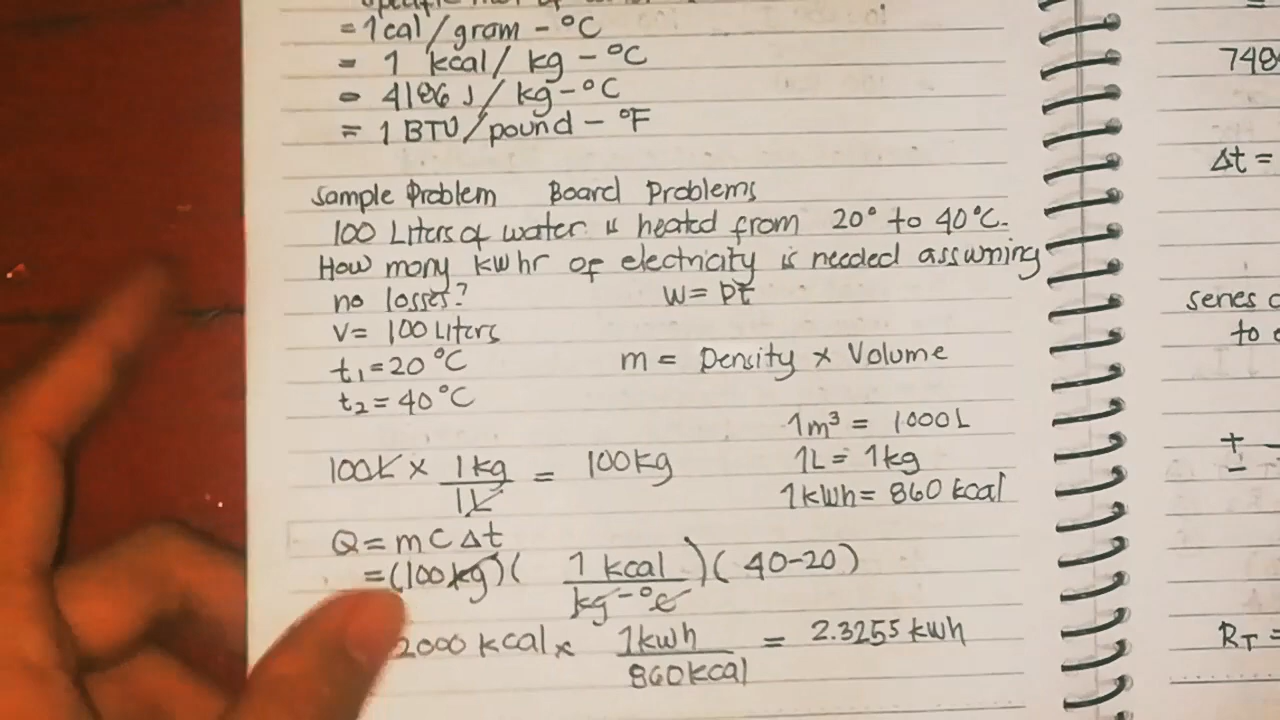 = 1 cal / gram - °C
= 1 kcal / kg - °C
= 4186 J / kg - °C
= 1 BTU / pound - °F
Sample Problem Board Problems
100 Liters of water is heated from 20° to 40°C.
How many kwhr of electricity is needed assuming
no losses? W = Pt
V = 100 Liters
t₁ = 20 °C m = Density x Volume
t₂ = 40 °C
1m³ = 1000L
100L x 1kg / 1L = 100kg 1L = 1kg
1kWh = 860 kcal
Q = m C Δt
= (100kg) ( 1 kcal / kg - °C ) ( 40-20 )
2000 kcal x 1kwh / 860kcal = 2.3255 kwh
748
Δt =
series
to
+
-
R_T =